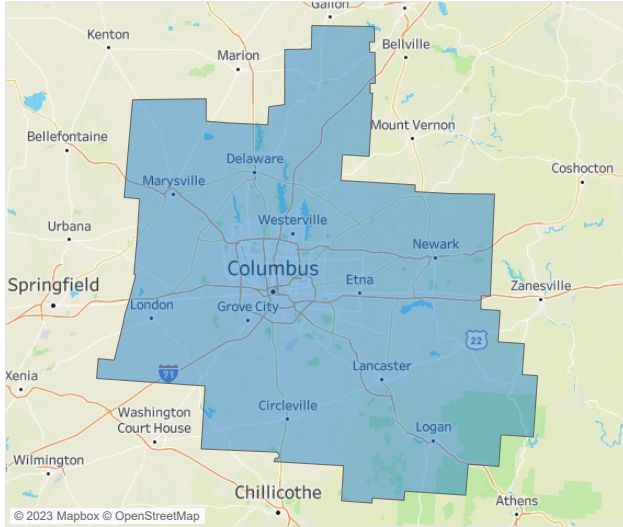 Galion
Kenton
Bellville
Marion
Mount Vernon
Bellefontaine
Delaware
Coshocton
Marysville
Urbana
Westerville
Newark
Columbus
Springfield
Etna
Zanesville
London
Grove City
22
Lancaster
71
Xenia
Circleville
Washington
Court House
Logan
Wilmington
Chillicothe
Athens
© 2023 Mapbox © OpenStreetMap